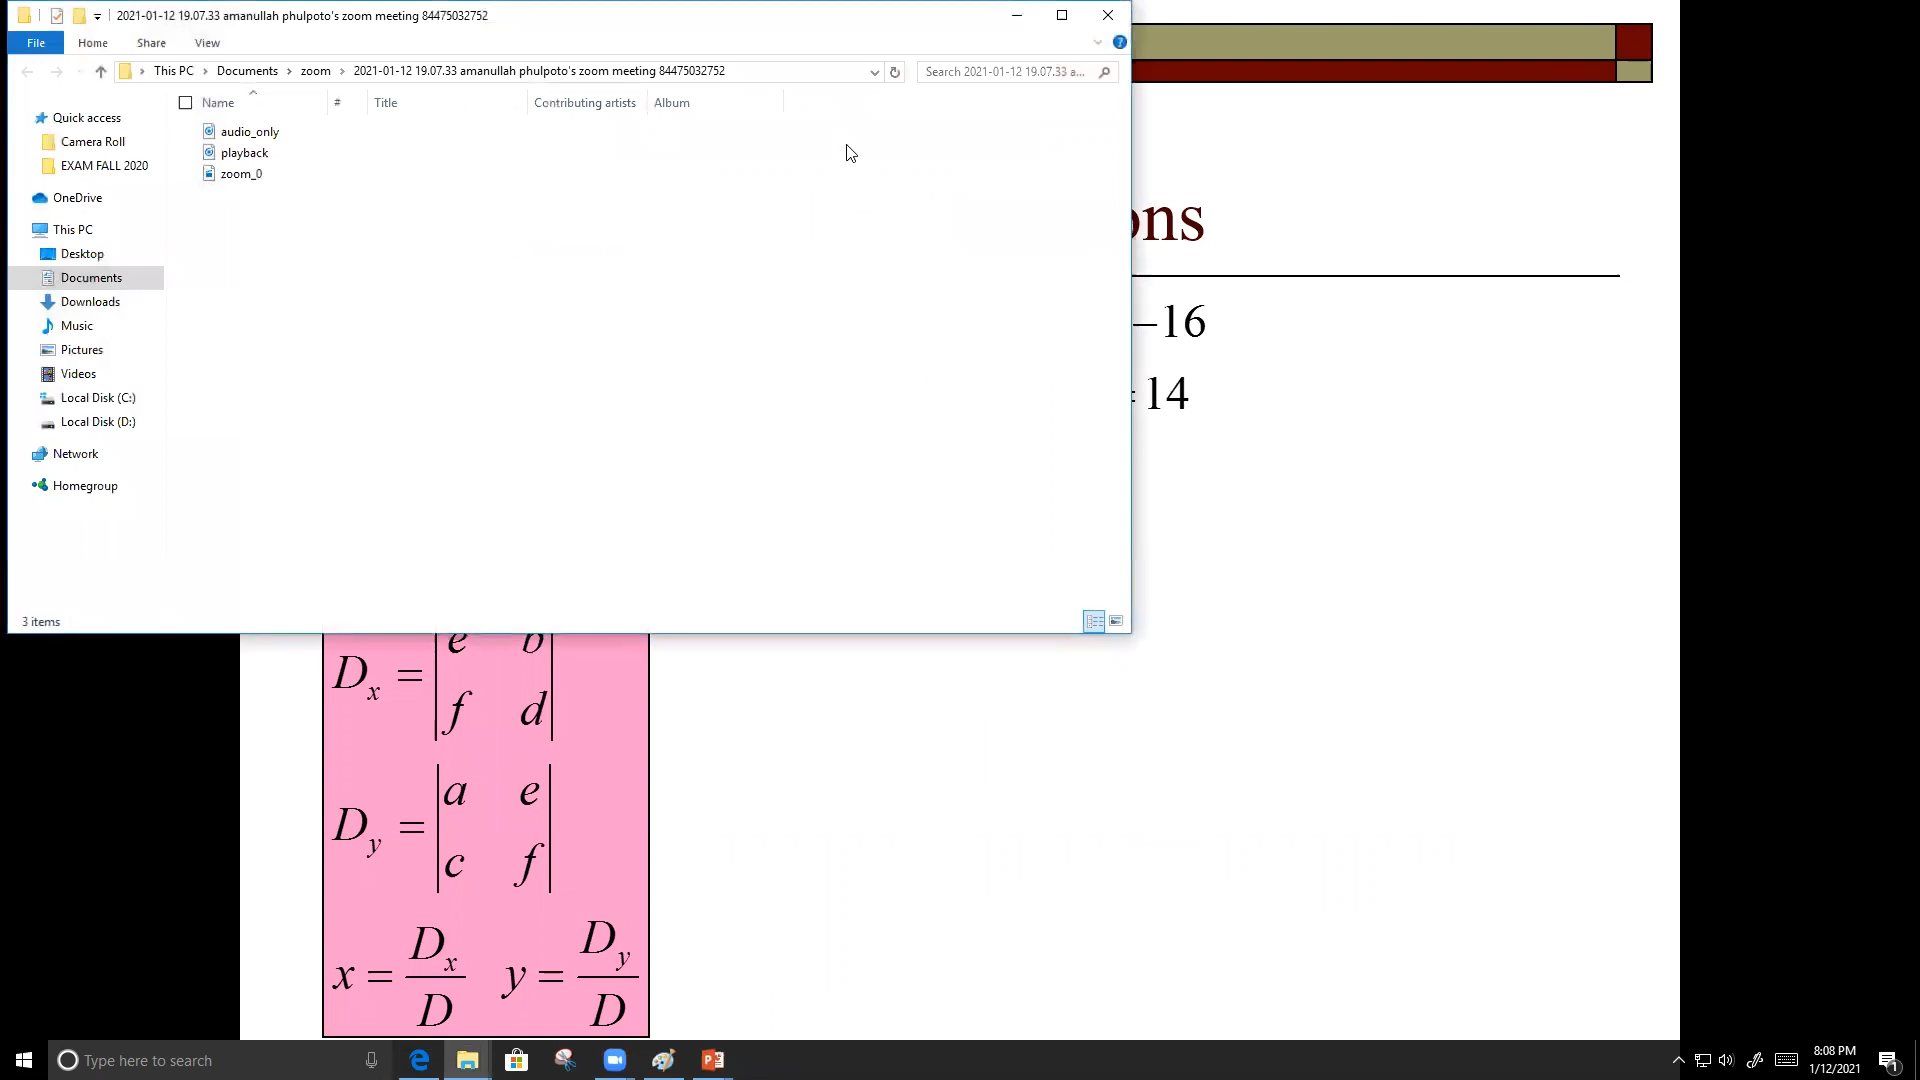 2021-01-12 19.07.33 amanullah phulpoto's zoom meeting 84475032752
File Home Share View
This PC Documents zoom 2021-01-12 19.07.33 amanullah phulpoto's zoom meeting 84475032752
Search 2021-01-12 19.07.33 a...
Name # Title Contributing artists Album
Quick access
Camera Roll
EXAM FALL 2020
OneDrive
This PC
Desktop
Documents
Downloads
Music
Pictures
Videos
Local Disk (C:)
Local Disk (D:)
Network
Homegroup
audio_only
playback
zoom_0
3 items
ons
–16
= 14
D_x = | e b |
| f d |
D_y = | a e |
| c f |
x = D_x / D y = D_y / D
Type here to search
8:08 PM
1/12/2021
1